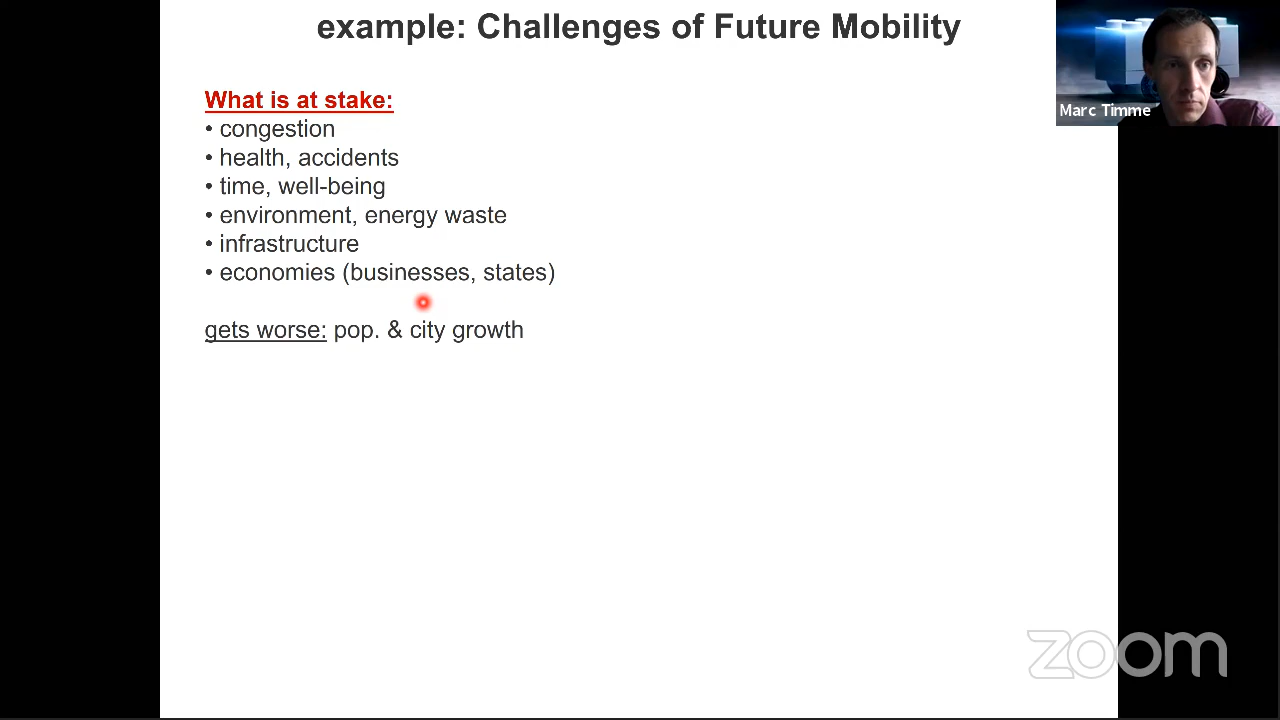 example: Challenges of Future Mobility
What is at stake:
• congestion
• health, accidents
• time, well-being
• environment, energy waste
• infrastructure
• economies (businesses, states)
gets worse: pop. & city growth
Marc Timme
zoom